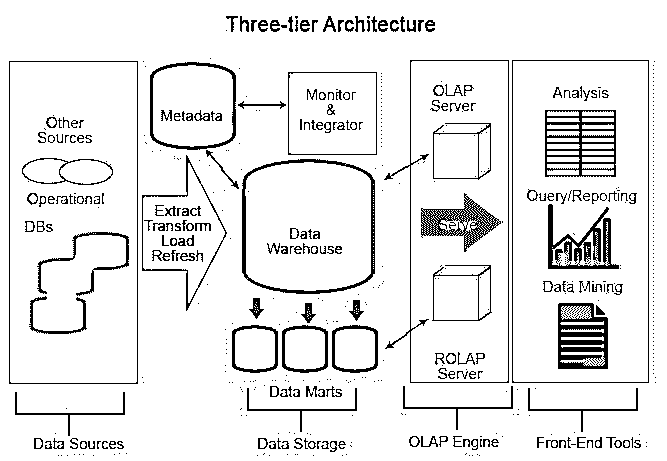 Three-tier Architecture
Other
Sources
Operational
DBs
Metadata
Monitor
&
Integrator
Extract
Transform
Load
Refresh
Data
Warehouse
Data Marts
OLAP
Server
Serve
ROLAP
Server
Analysis
Query/Reporting
Data Mining
Data Sources
Data Storage
OLAP Engine
Front-End Tools